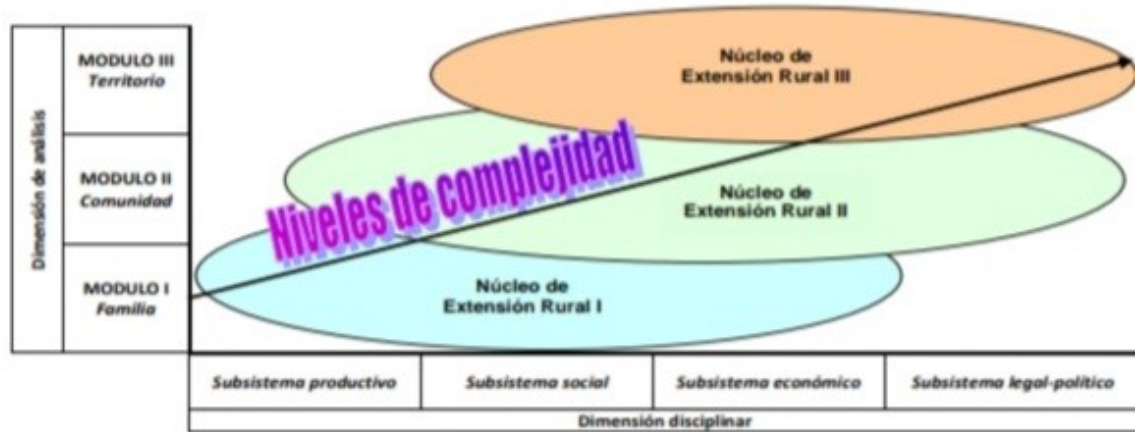 Dimensión de análisis
MODULO III
Territorio
MODULO II
Comunidad
MODULO I
Familia
Núcleo de
Extensión Rural III
Niveles de complejidad
Núcleo de
Extensión Rural II
Núcleo de
Extensión Rural I
Subsistema productivo
Subsistema social
Subsistema económico
Subsistema legal-político
Dimensión disciplinar